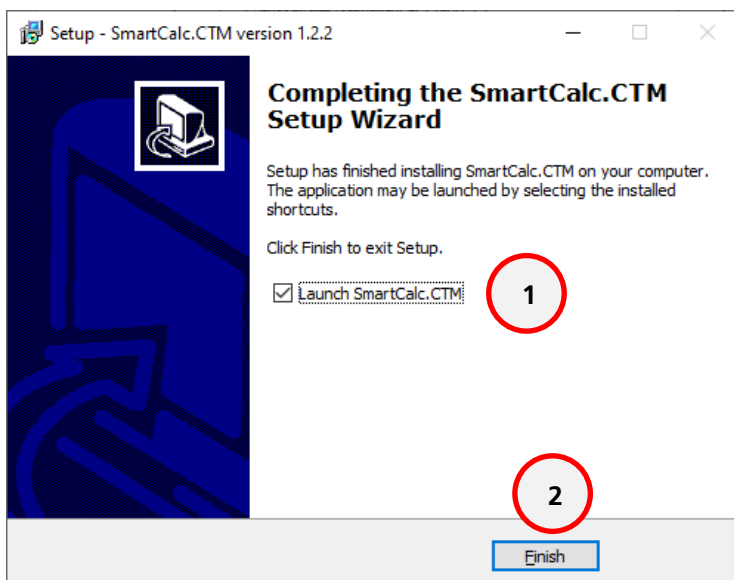 Setup - SmartCalc.CTM version 1.2.2
Completing the SmartCalc.CTM
Setup Wizard
Setup has finished installing SmartCalc.CTM on your computer.
The application may be launched by selecting the installed
shortcuts.
Click Finish to exit Setup.
Launch SmartCalc.CTM
1
2
Finish